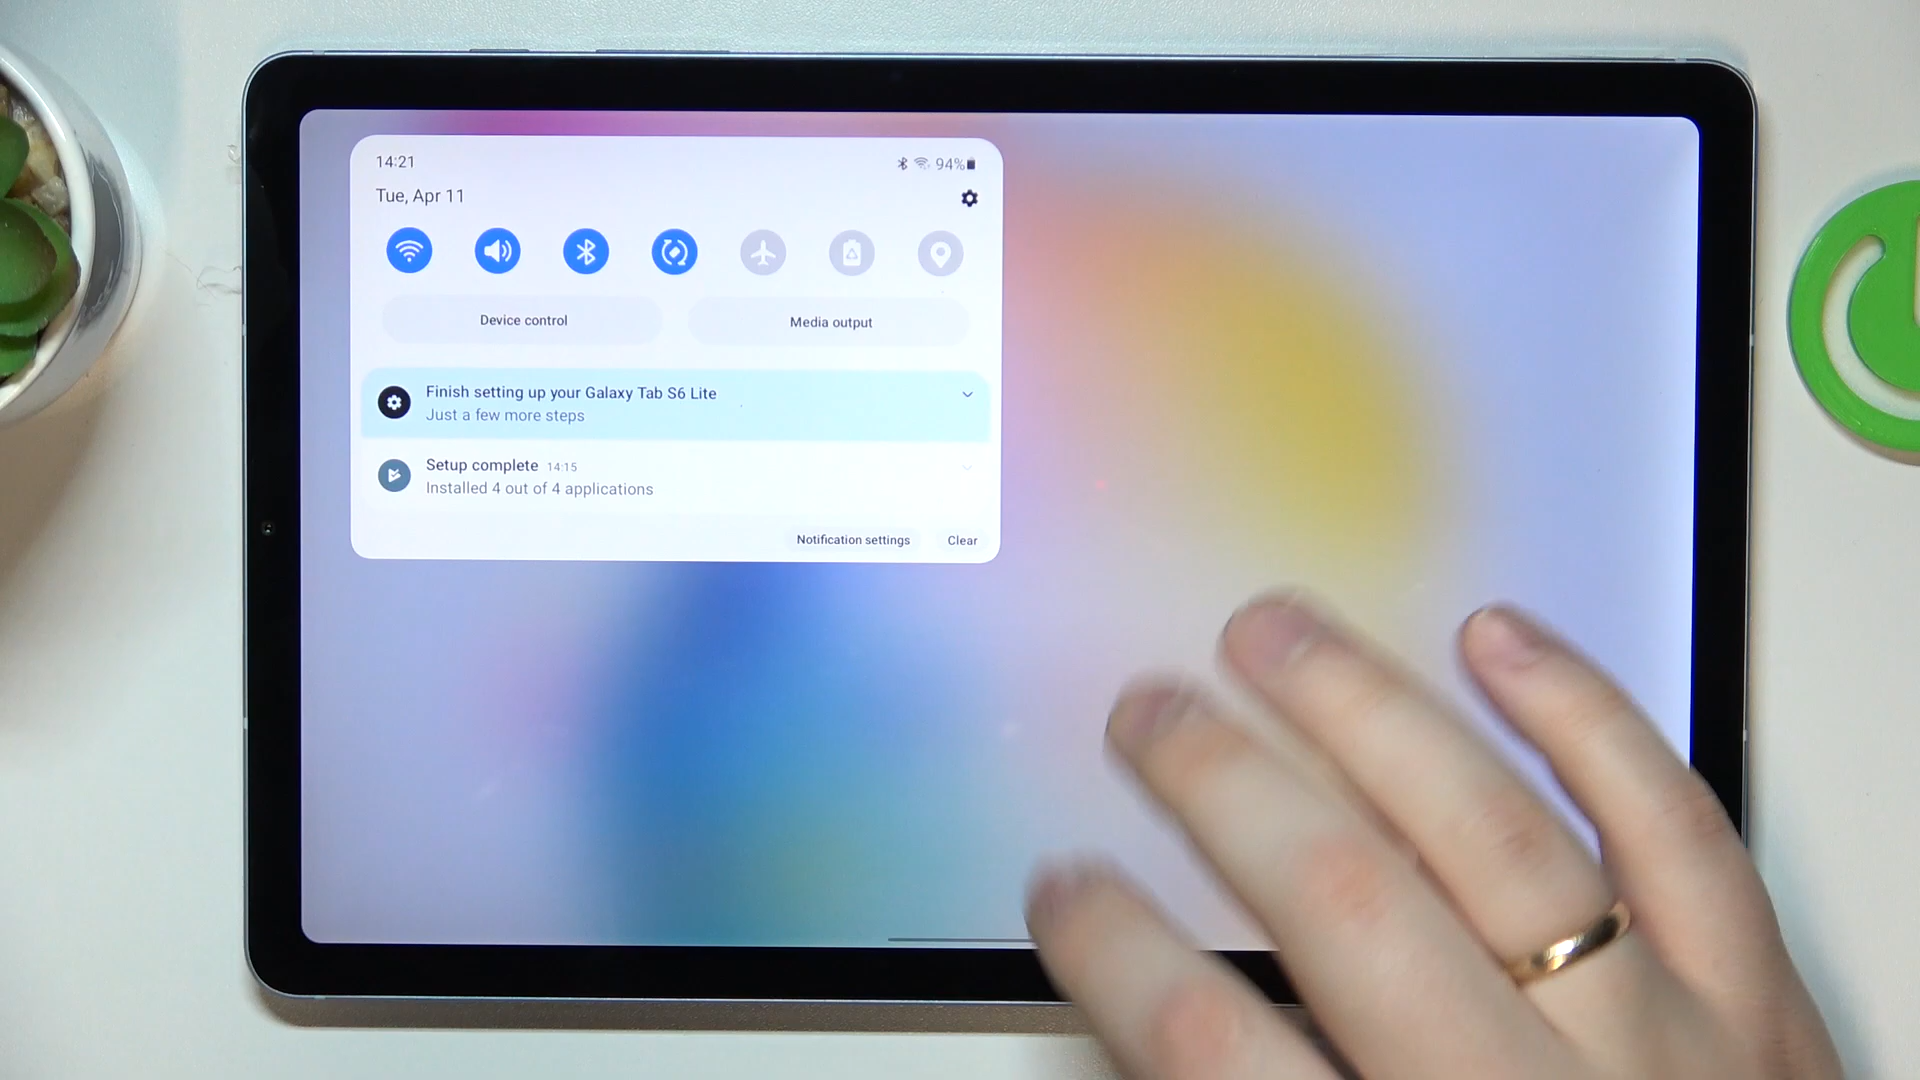 14:21
94%
Tue, Apr 11
Device control
Media output
Finish setting up your Galaxy Tab S6 Lite
Just a few more steps
Setup complete 14:15
Installed 4 out of 4 applications
Notification settings
Clear